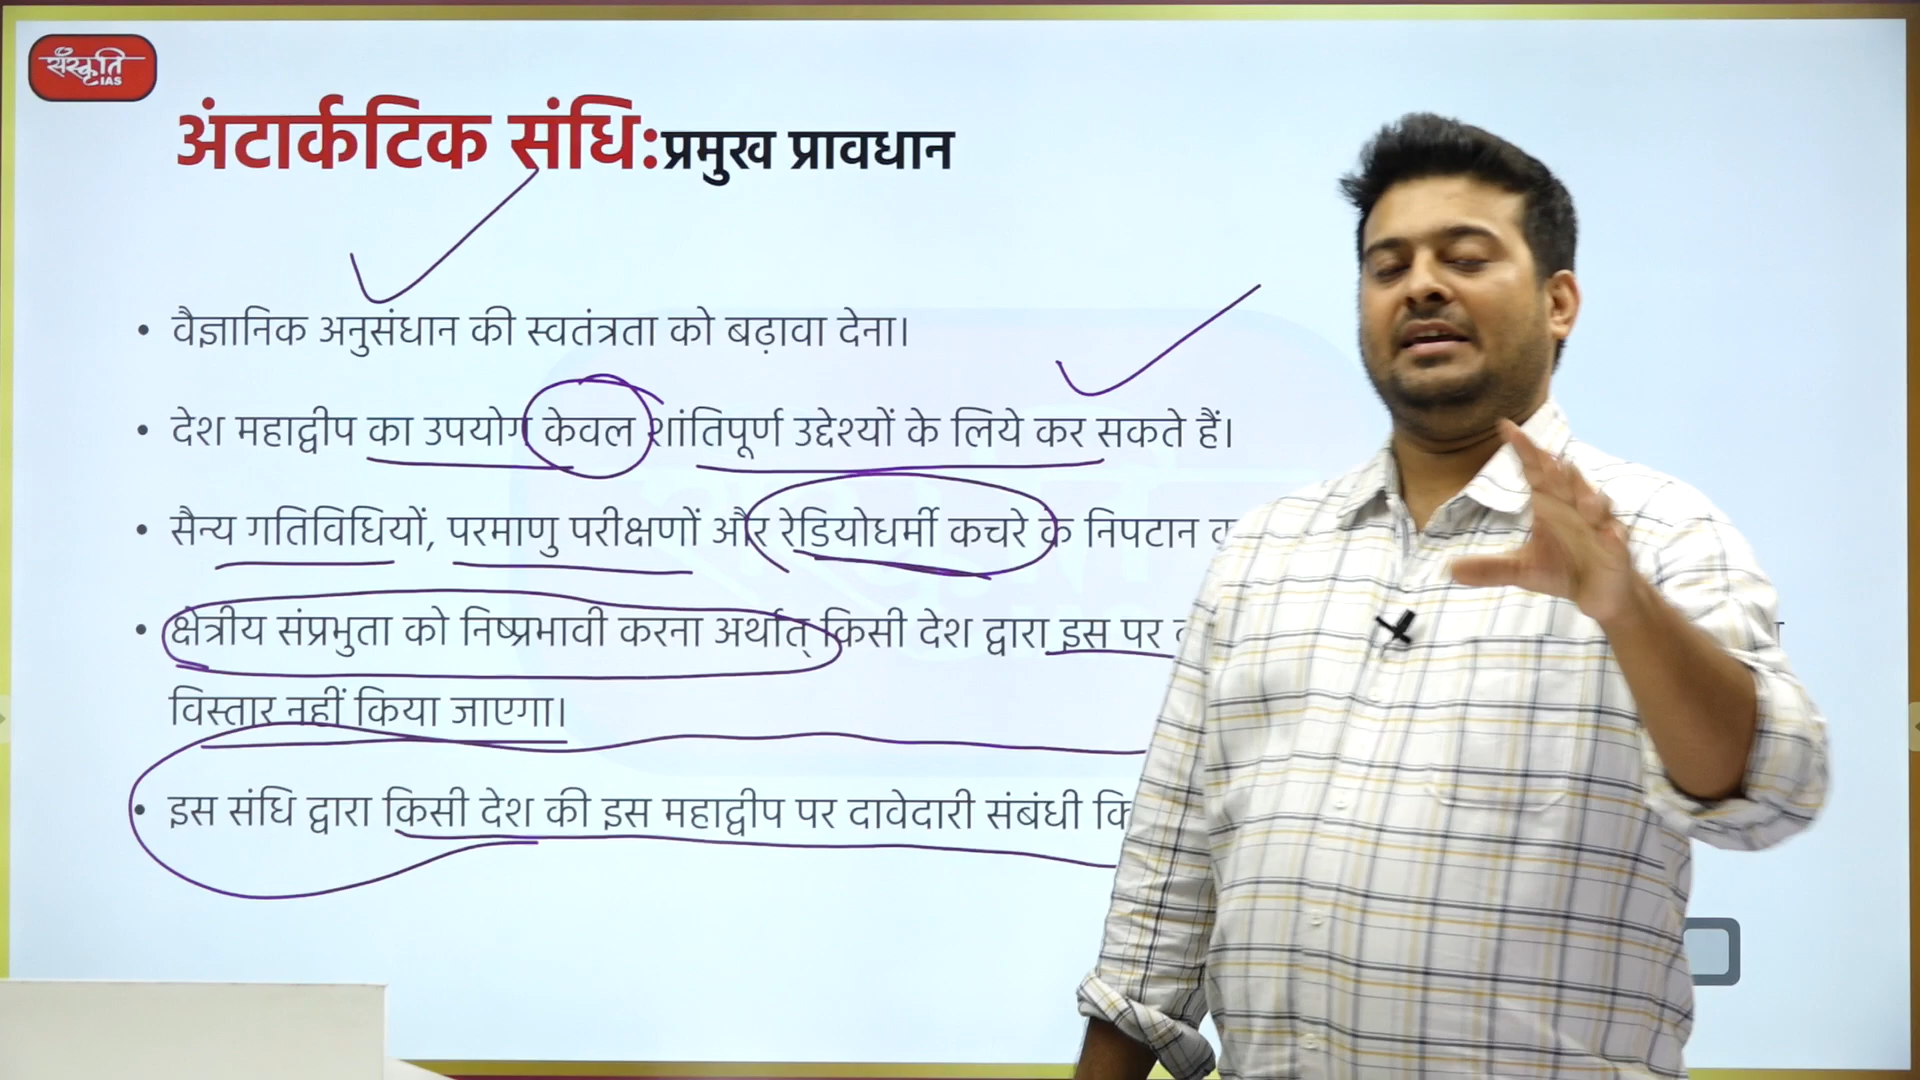 संस्कृति
IAS
अंटार्कटिक संधि:प्रमुख प्रावधान
• वैज्ञानिक अनुसंधान की स्वतंत्रता को बढ़ावा देना।
• देश महाद्वीप का उपयोग केवल शांतिपूर्ण उद्देश्यों के लिये कर सकते हैं।
• सैन्य गतिविधियों, परमाणु परीक्षणों और रेडियोधर्मी कचरे के निपटान
• क्षेत्रीय संप्रभुता को निष्प्रभावी करना अर्थात् किसी देश द्वारा इस पर
विस्तार नहीं किया जाएगा।
• इस संधि द्वारा किसी देश की इस महाद्वीप पर दावेदारी संबंधी